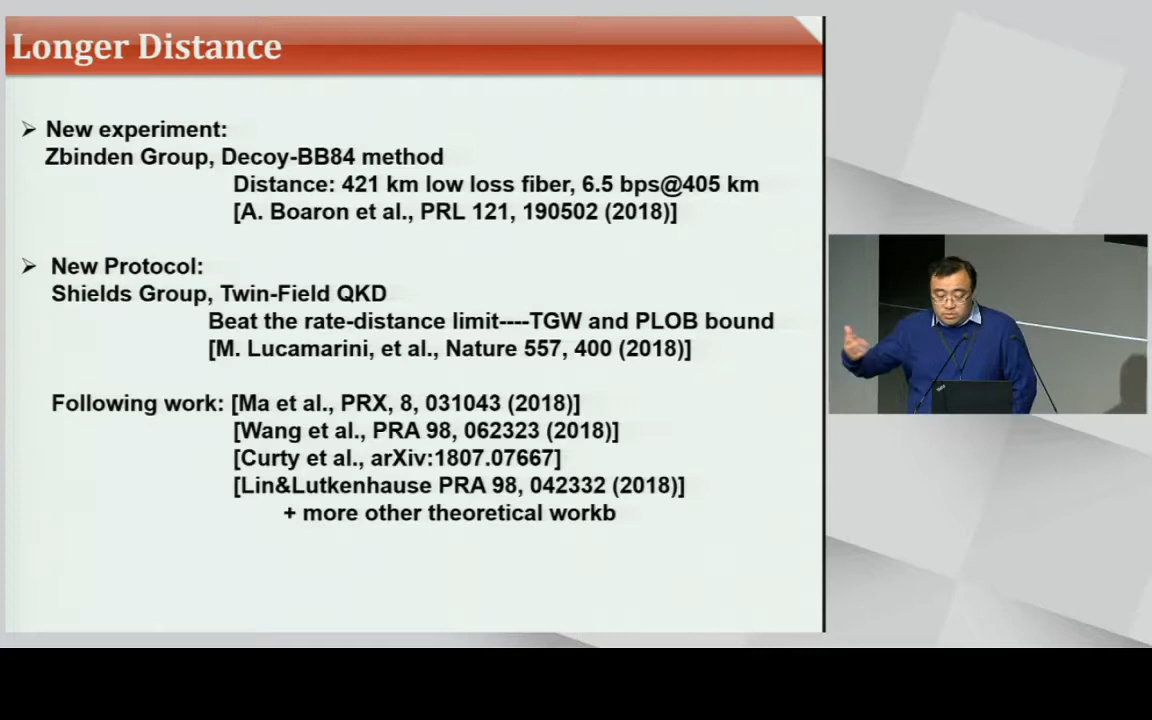 Longer Distance
➢ New experiment:
Zbinden Group, Decoy-BB84 method
Distance: 421 km low loss fiber, 6.5 bps@405 km
[A. Boaron et al., PRL 121, 190502 (2018)]
➢ New Protocol:
Shields Group, Twin-Field QKD
Beat the rate-distance limit----TGW and PLOB bound
[M. Lucamarini, et al., Nature 557, 400 (2018)]
Following work: [Ma et al., PRX, 8, 031043 (2018)]
[Wang et al., PRA 98, 062323 (2018)]
[Curty et al., arXiv:1807.07667]
[Lin&Lutkenhause PRA 98, 042332 (2018)]
+ more other theoretical workb